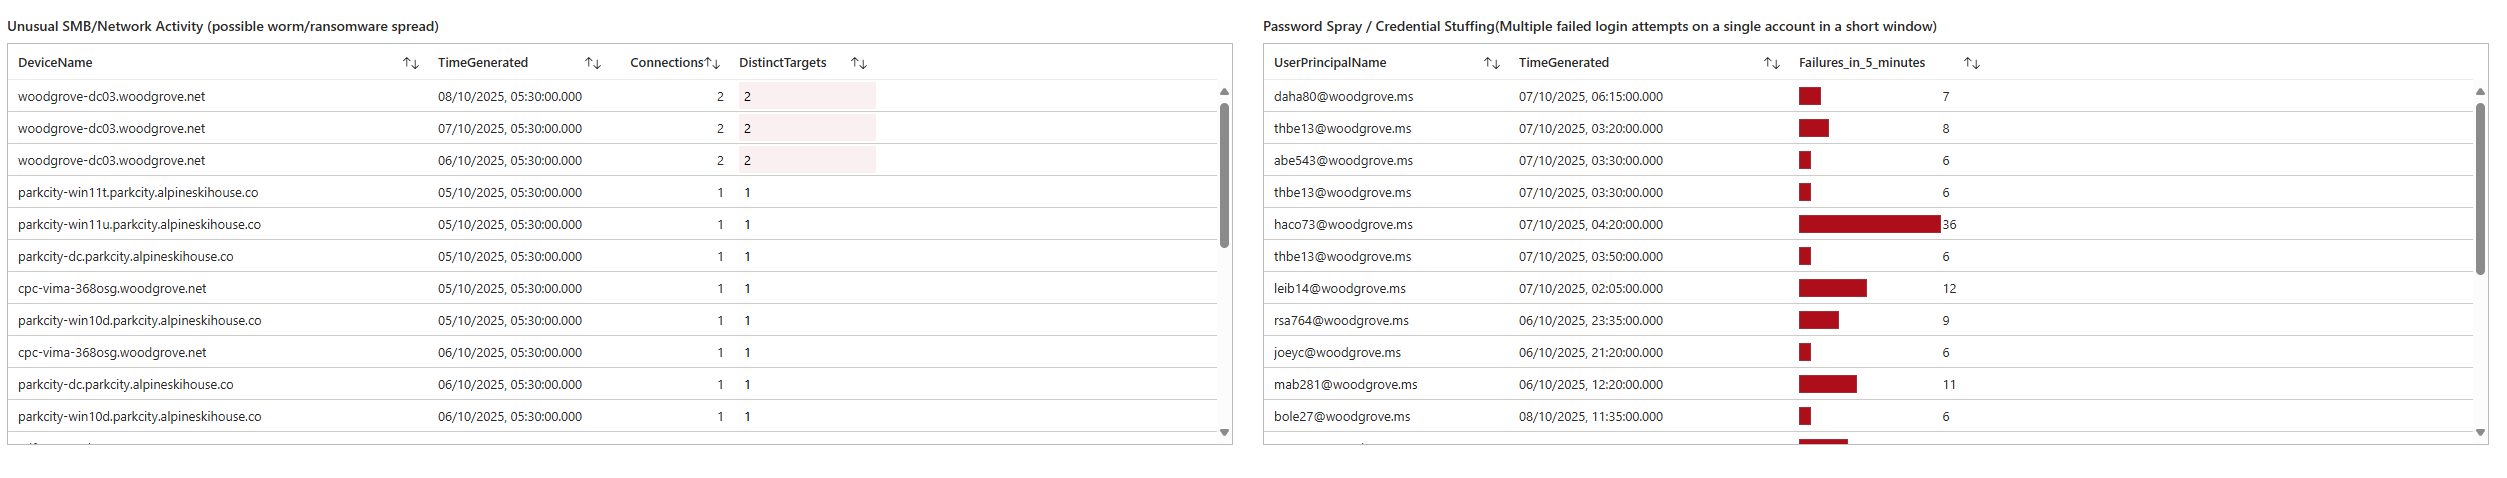 Unusual SMB/Network Activity (possible worm/ransomware spread)
DeviceName TimeGenerated Connections DistinctTargets
woodgrove-dc03.woodgrove.net 08/10/2025, 05:30:00.000 2 2
woodgrove-dc03.woodgrove.net 07/10/2025, 05:30:00.000 2 2
woodgrove-dc03.woodgrove.net 06/10/2025, 05:30:00.000 2 2
parkcity-win11t.parkcity.alpineskihouse.co 05/10/2025, 05:30:00.000 1 1
parkcity-win11u.parkcity.alpineskihouse.co 05/10/2025, 05:30:00.000 1 1
parkcity-dc.parkcity.alpineskihouse.co 05/10/2025, 05:30:00.000 1 1
cpc-vima-368osg.woodgrove.net 05/10/2025, 05:30:00.000 1 1
parkcity-win10d.parkcity.alpineskihouse.co 05/10/2025, 05:30:00.000 1 1
cpc-vima-368osg.woodgrove.net 06/10/2025, 05:30:00.000 1 1
parkcity-dc.parkcity.alpineskihouse.co 06/10/2025, 05:30:00.000 1 1
parkcity-win10d.parkcity.alpineskihouse.co 06/10/2025, 05:30:00.000 1 1
Password Spray / Credential Stuffing(Multiple failed login attempts on a single account in a short window)
UserPrincipalName TimeGenerated Failures_in_5_minutes
daha80@woodgrove.ms 07/10/2025, 06:15:00.000 7
thbe13@woodgrove.ms 07/10/2025, 03:20:00.000 8
abe543@woodgrove.ms 07/10/2025, 03:30:00.000 6
thbe13@woodgrove.ms 07/10/2025, 03:30:00.000 6
haco73@woodgrove.ms 07/10/2025, 04:20:00.000 36
thbe13@woodgrove.ms 07/10/2025, 03:50:00.000 6
leib14@woodgrove.ms 07/10/2025, 02:05:00.000 12
rsa764@woodgrove.ms 06/10/2025, 23:35:00.000 9
joeyc@woodgrove.ms 06/10/2025, 21:20:00.000 6
mab281@woodgrove.ms 06/10/2025, 12:20:00.000 11
bole27@woodgrove.ms 08/10/2025, 11:35:00.000 6